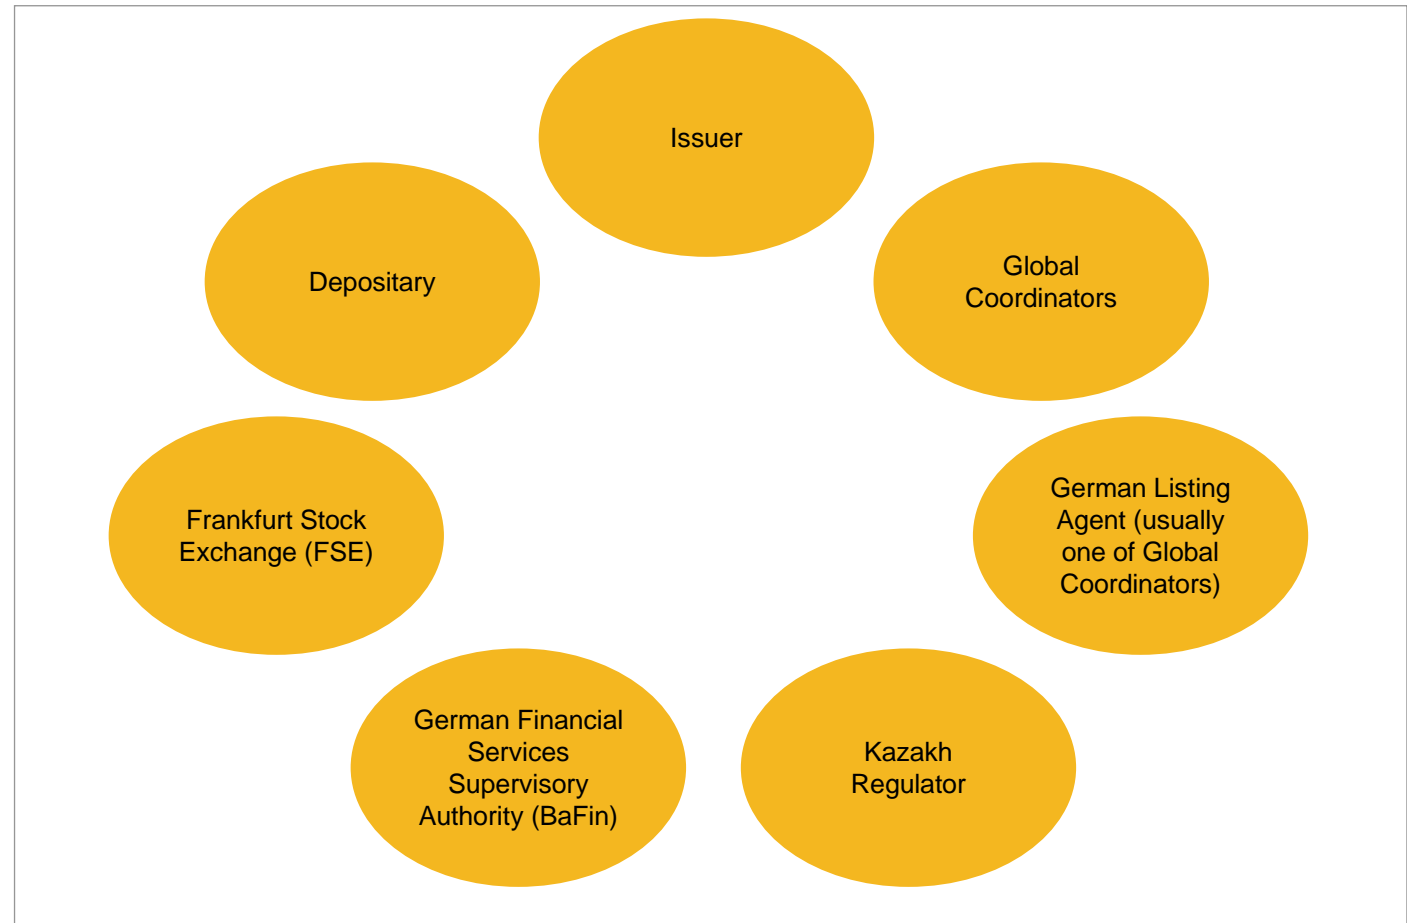 Issuer
Depositary
Global
Coordinators
Frankfurt Stock
Exchange (FSE)
German Listing
Agent (usually
one of Global
Coordinators)
German Financial
Services
Supervisory
Authority (BaFin)
Kazakh
Regulator